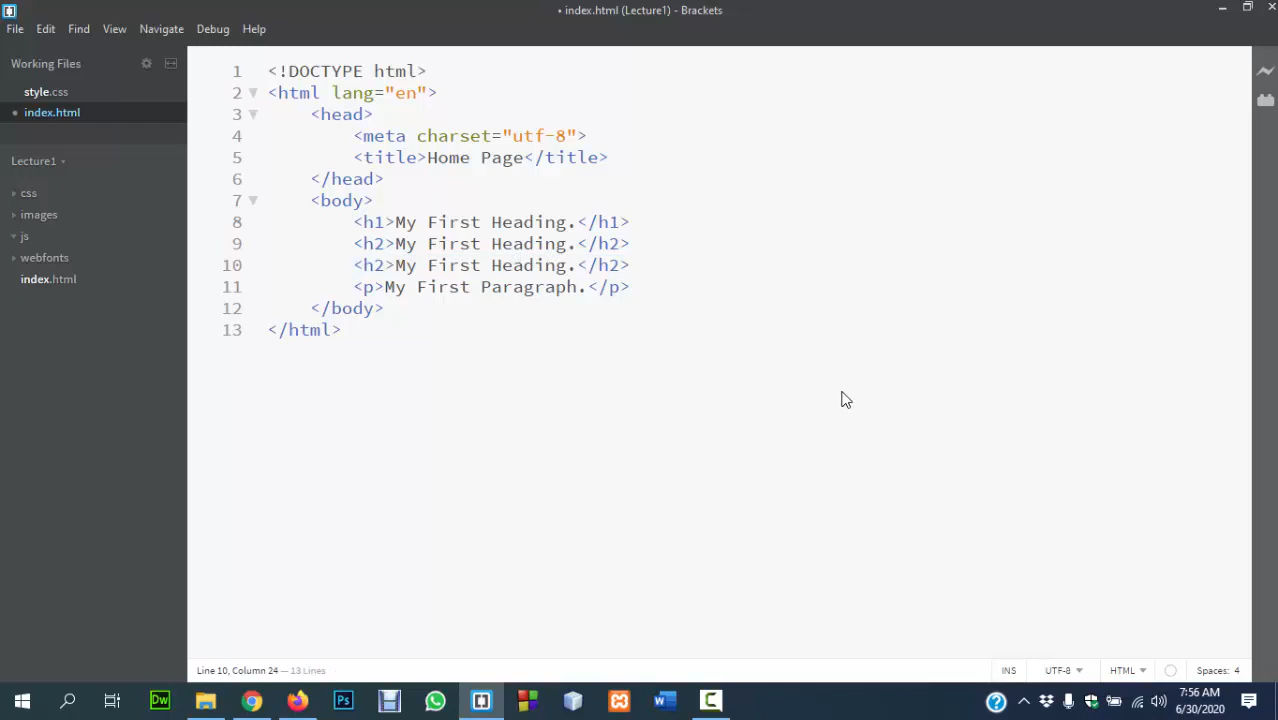 • index.html (Lecture1) - Brackets
File Edit Find View Navigate Debug Help
Working Files
style.css
• index.html
Lecture1
css
images
js
webfonts
index.html
1 <!DOCTYPE html>
2 <html lang="en">
3 <head>
4 <meta charset="utf-8">
5 <title>Home Page</title>
6 </head>
7 <body>
8 <h1>My First Heading.</h1>
9 <h2>My First Heading.</h2>
10 <h2>My First Heading.</h2>
11 <p>My First Paragraph.</p>
12 </body>
13 </html>
Line 10, Column 24 — 13 Lines
INS UTF-8 HTML Spaces: 4
Dw Ps
7:56 AM
6/30/2020